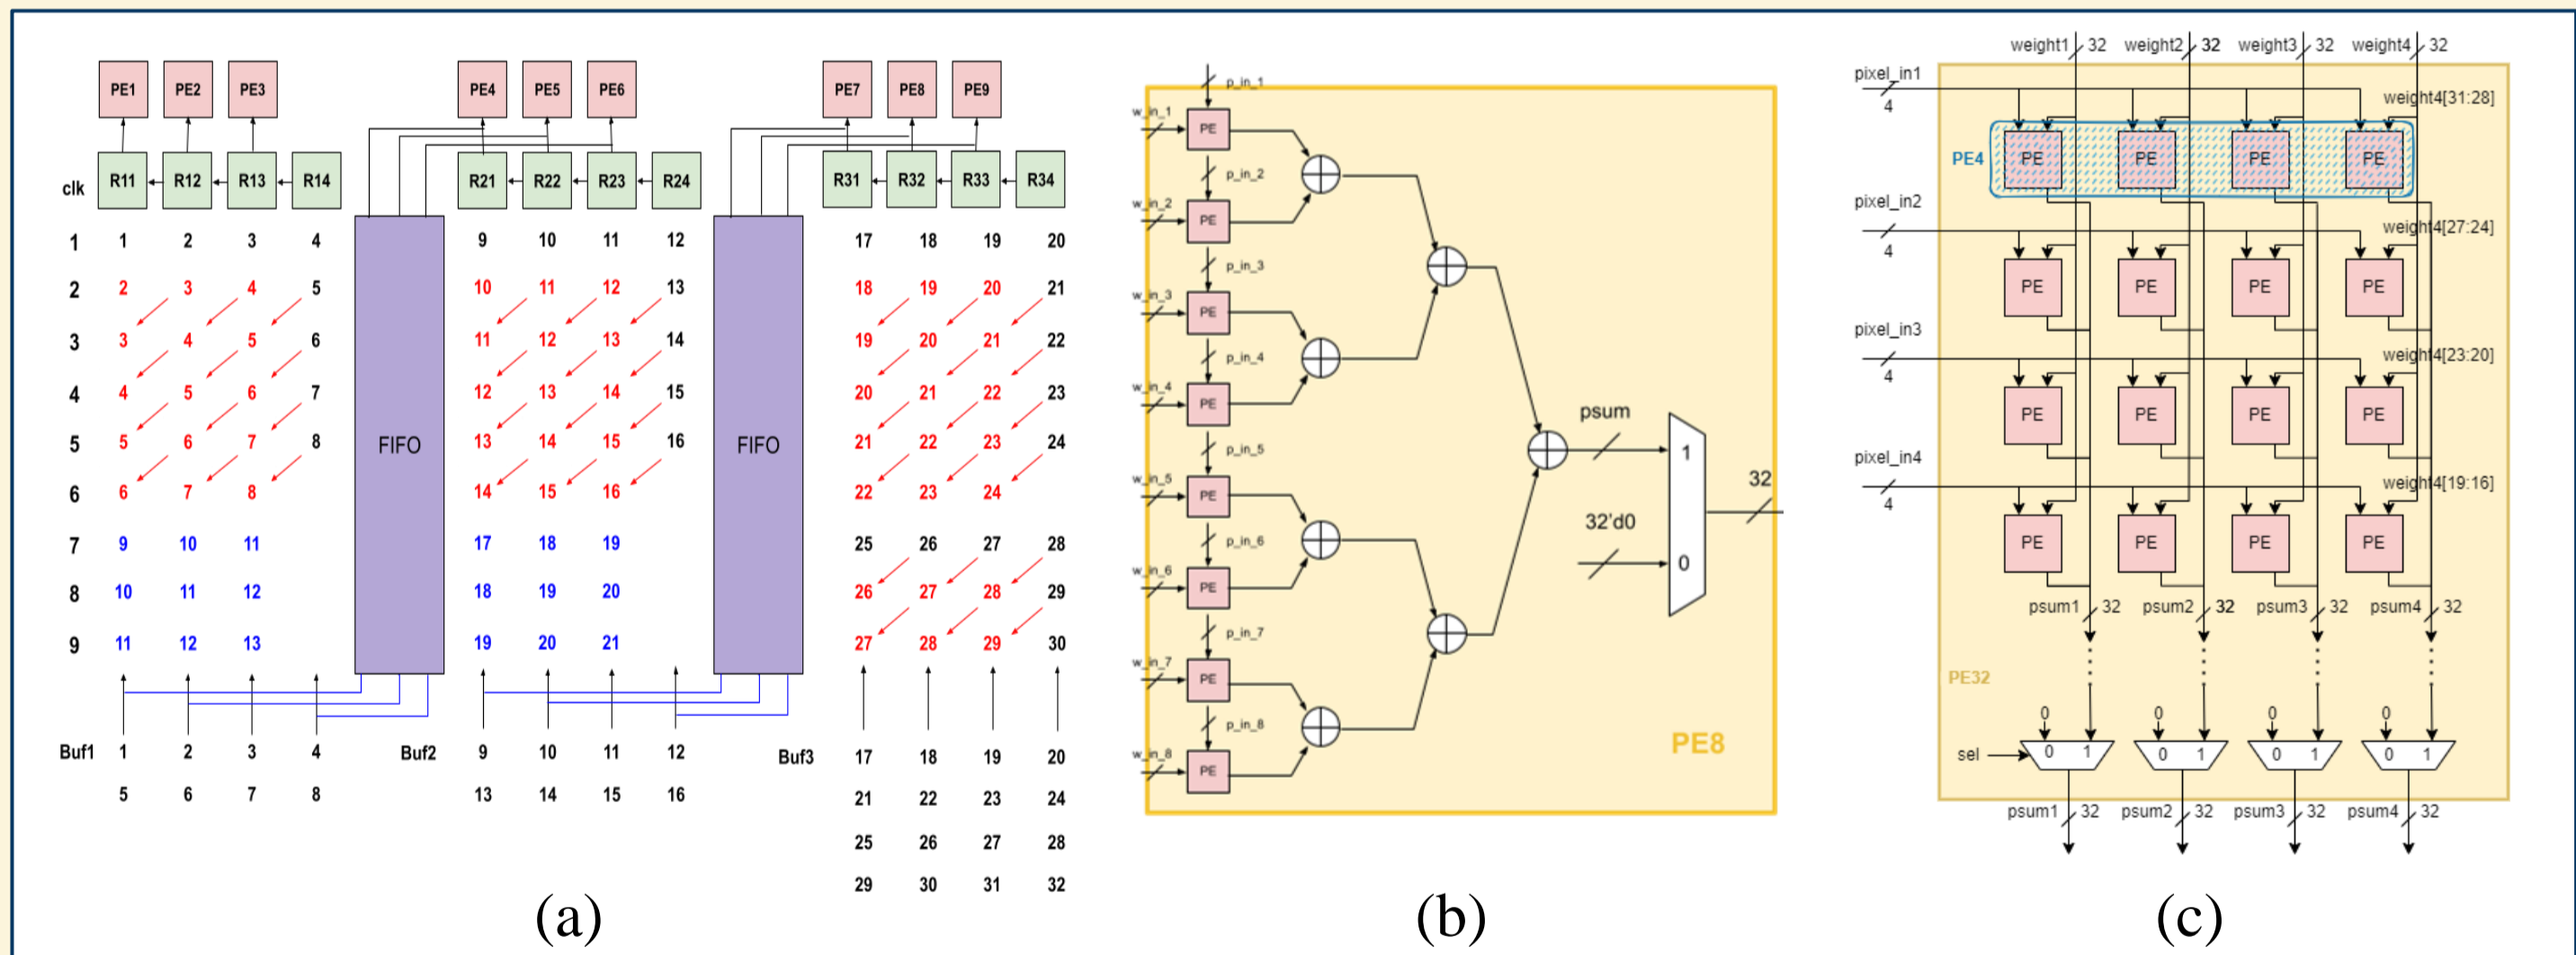 PE1 PE2 PE3 PE4 PE5 PE6 PE7 PE8 PE9
clk R11 R12 R13 R14 R21 R22 R23 R24 R31 R32 R33 R34
1 1 2 3 4 9 10 11 12 17 18 19 20
2 2 3 4 5 10 11 12 13 18 19 20 21
3 3 4 5 6 11 12 13 14 19 20 21 22
4 4 5 6 7 12 13 14 15 20 21 22 23
5 5 6 7 8 13 14 15 16 21 22 23 24
6 6 7 8 14 15 16 22 23 24
7 9 10 11 17 18 19 25 26 27 28
8 10 11 12 18 19 20 26 27 28 29
9 11 12 13 19 20 21 27 28 29 30
FIFO FIFO
Buf1 1 2 3 4 Buf2 9 10 11 12 Buf3 17 18 19 20
5 6 7 8 13 14 15 16 21 22 23 24
25 26 27 28
29 30 31 32
(a)
p_in_1
w_in_1 PE
p_in_2
w_in_2 PE
p_in_3
w_in_3 PE
p_in_4
w_in_4 PE
p_in_5
w_in_5 PE
p_in_6
w_in_6 PE
p_in_7
w_in_7 PE
p_in_8
w_in_8 PE
psum
1
32'd0
0
32
PE8
(b)
weight1 32 weight2 32 weight3 32 weight4 32
pixel_in1
4
weight4[31:28]
PE4 PE PE PE PE
pixel_in2
4
weight4[27:24]
PE PE PE PE
pixel_in3
4
weight4[23:20]
PE PE PE PE
pixel_in4
4
weight4[19:16]
PE PE PE PE
psum1 32 psum2 32 psum3 32 psum4 32
PE32
0 0 0 0
sel 0 1 0 1 0 1 0 1
psum1 32 psum2 32 psum3 32 psum4 32
(c)